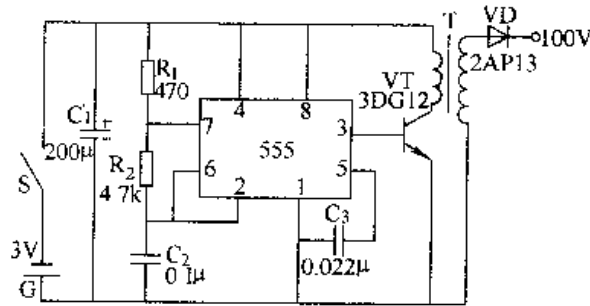 T VD
100V
2AP13
R1
470
VT
3DG12
C1
200μ
4 8
7 3
555
R2
4 7k
6 5
2 1
S
C3
0.022μ
C2
0 1μ
3V
G